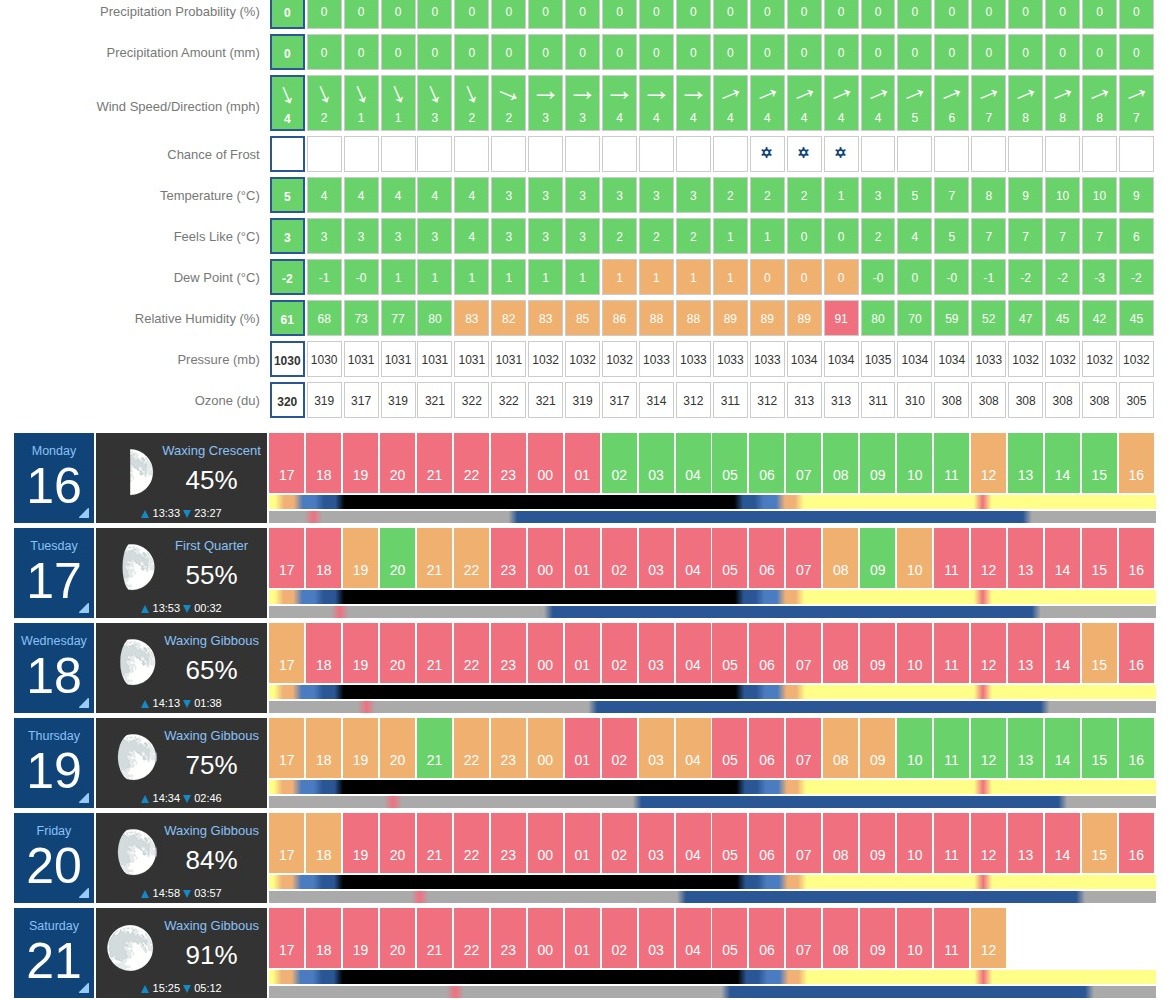 Precipitation Probability (%) 0 0 0 0 0 0 0 0 0 0 0 0 0 0 0 0 0 0 0 0 0 0 0 0
Precipitation Amount (mm) 0 0 0 0 0 0 0 0 0 0 0 0 0 0 0 0 0 0 0 0 0 0 0 0
Wind Speed/Direction (mph) 4 2 1 1 3 2 2 3 3 4 4 4 4 4 4 4 4 5 6 7 8 8 8 7
Chance of Frost
Temperature (°C) 5 4 4 4 4 4 3 3 3 3 3 3 2 2 2 1 3 5 7 8 9 10 10 9
Feels Like (°C) 3 3 3 3 3 4 3 3 3 2 2 2 1 1 0 0 2 4 5 7 7 7 7 6
Dew Point (°C) -2 -1 -0 1 1 1 1 1 1 1 1 1 1 0 0 0 -0 0 -0 -1 -2 -2 -3 -2
Relative Humidity (%) 61 68 73 77 80 83 82 83 85 86 88 88 89 89 89 91 80 70 59 52 47 45 42 45
Pressure (mb) 1030 1030 1031 1031 1031 1031 1031 1032 1032 1032 1033 1033 1033 1033 1034 1034 1035 1034 1034 1033 1032 1032 1032 1032
Ozone (du) 320 319 317 319 321 322 322 321 319 317 314 312 311 312 313 313 311 310 308 308 308 308 308 305
Monday Waxing Crescent
16 45% 17 18 19 20 21 22 23 00 01 02 03 04 05 06 07 08 09 10 11 12 13 14 15 16
13:33 23:27
Tuesday First Quarter
17 55% 17 18 19 20 21 22 23 00 01 02 03 04 05 06 07 08 09 10 11 12 13 14 15 16
13:53 00:32
Wednesday Waxing Gibbous
18 65% 17 18 19 20 21 22 23 00 01 02 03 04 05 06 07 08 09 10 11 12 13 14 15 16
14:13 01:38
Thursday Waxing Gibbous
19 75% 17 18 19 20 21 22 23 00 01 02 03 04 05 06 07 08 09 10 11 12 13 14 15 16
14:34 02:46
Friday Waxing Gibbous
20 84% 17 18 19 20 21 22 23 00 01 02 03 04 05 06 07 08 09 10 11 12 13 14 15 16
14:58 03:57
Saturday Waxing Gibbous
21 91% 17 18 19 20 21 22 23 00 01 02 03 04 05 06 07 08 09 10 11 12
15:25 05:12